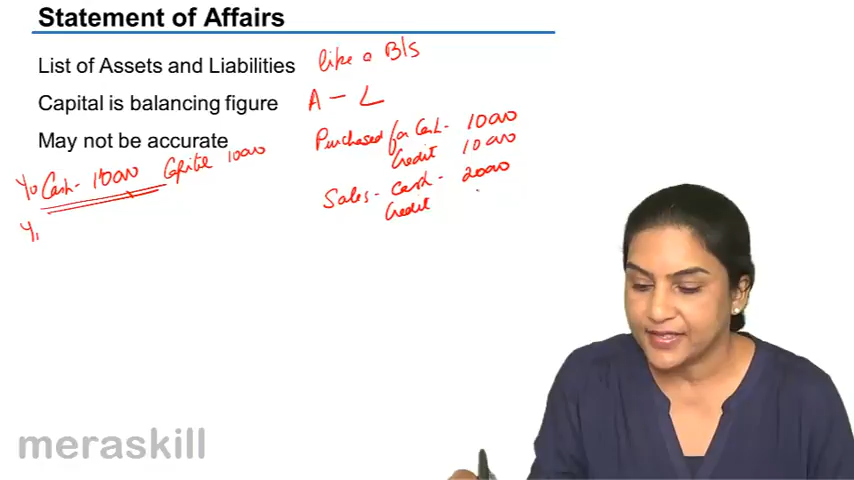 Statement of Affairs
List of Assets and Liabilities like a B/S
Capital is balancing figure A - L
May not be accurate
Purchased for Cash - 10000
Credit 10000
Y0 Cash - 10000 Capital 10000
Sales - Cash - 20000
Credit
Y1
meraskill